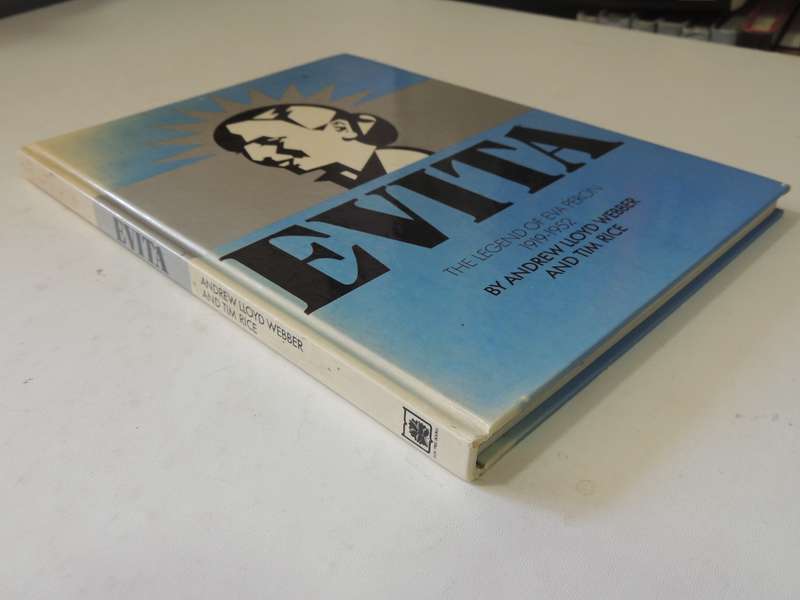 EVITA
THE LEGEND OF EVA PERÓN
1919-1952
BY ANDREW LLOYD WEBBER
AND TIM RICE
EVITA
ANDREW LLOYD WEBBER
AND TIM RICE